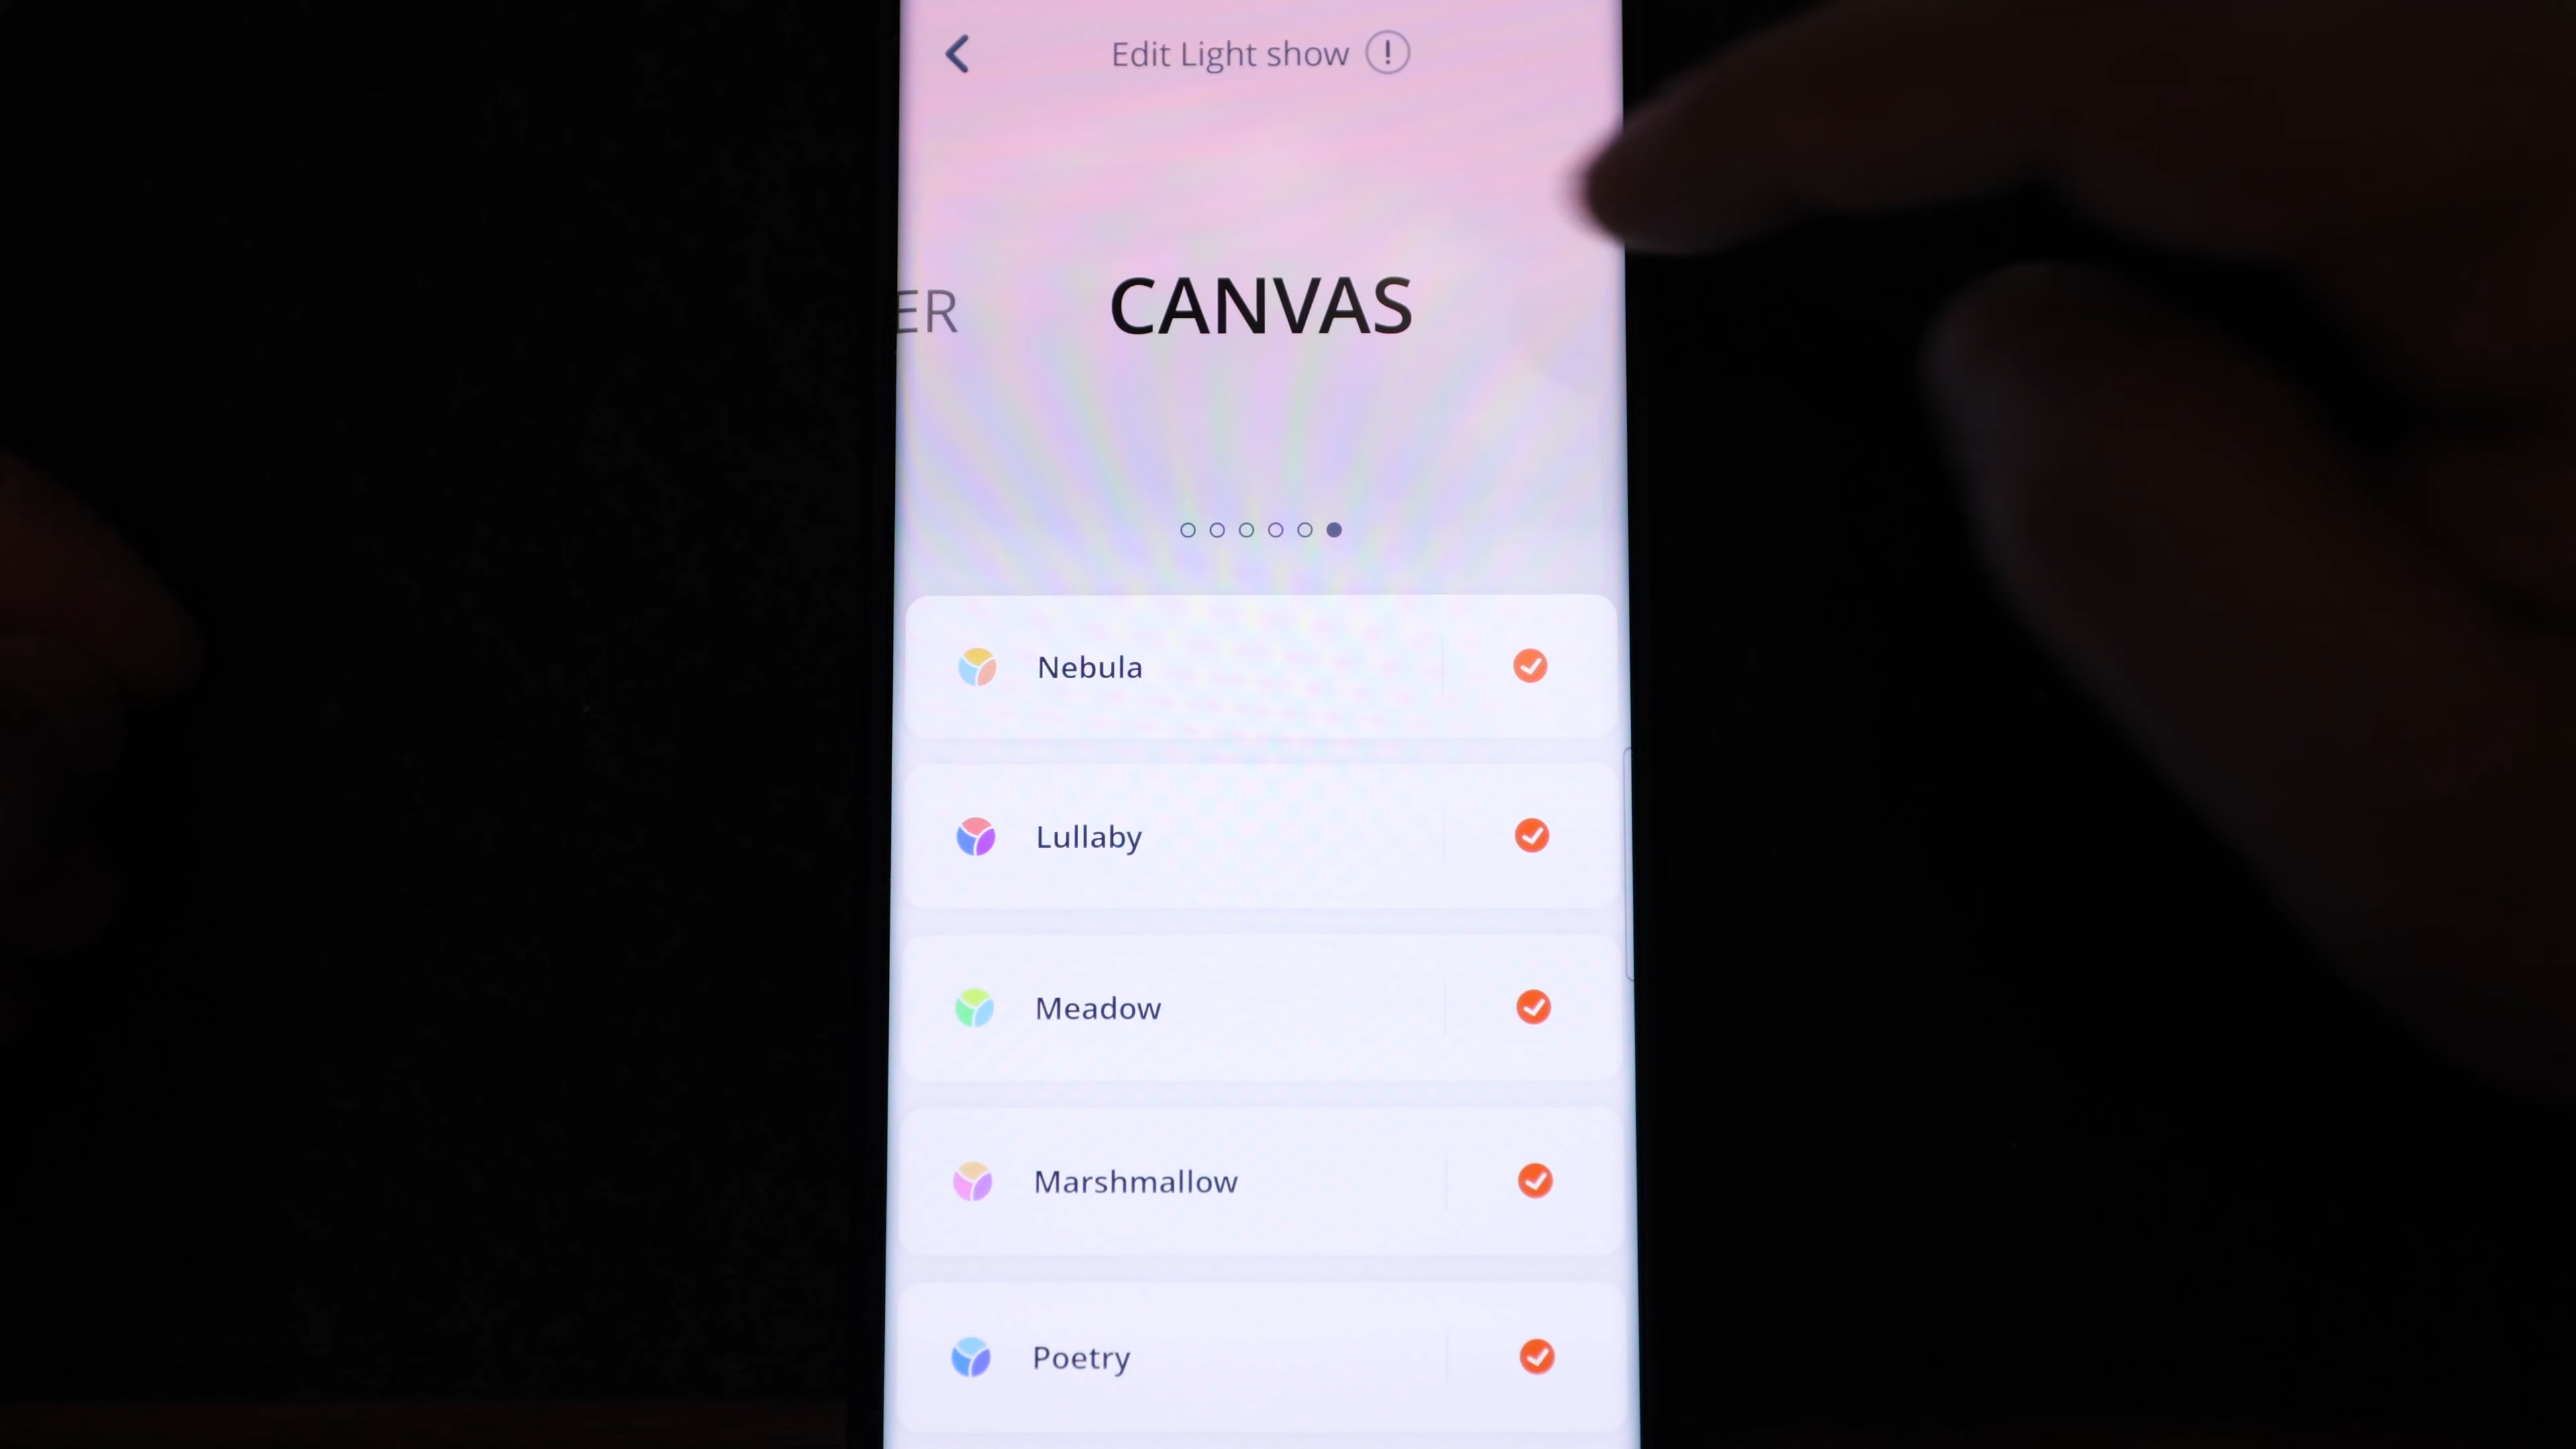 Edit Light show
ER CANVAS
Nebula
Lullaby
Meadow
Marshmallow
Poetry